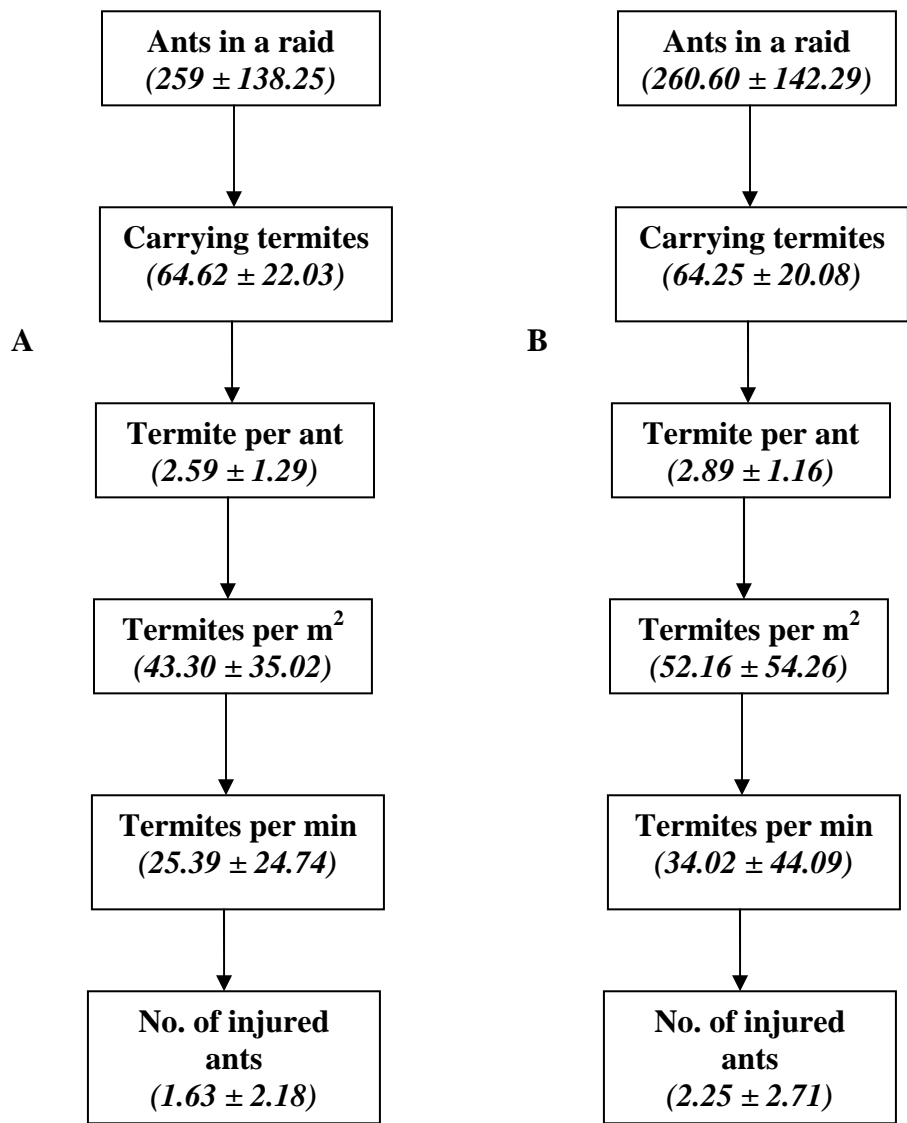 Ants in a raid
(259 ± 138.25)
Carrying termites
(64.62 ± 22.03)
A
Termite per ant
(2.59 ± 1.29)
Termites per m²
(43.30 ± 35.02)
Termites per min
(25.39 ± 24.74)
No. of injured
ants
(1.63 ± 2.18)
Ants in a raid
(260.60 ± 142.29)
Carrying termites
(64.25 ± 20.08)
B
Termite per ant
(2.89 ± 1.16)
Termites per m²
(52.16 ± 54.26)
Termites per min
(34.02 ± 44.09)
No. of injured
ants
(2.25 ± 2.71)